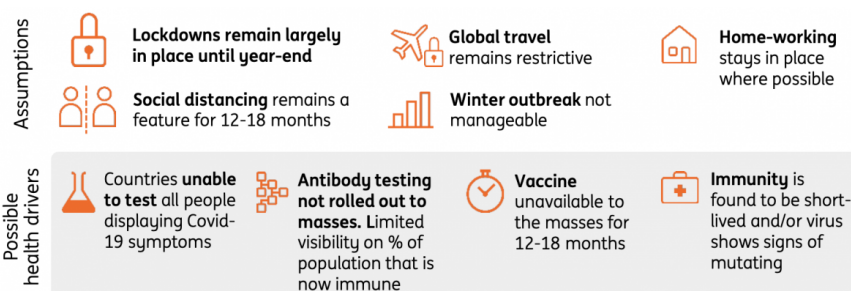 Assumptions
Lockdowns remain largely
in place until year-end
Global travel
remains restrictive
Home-working
stays in place
where possible
Social distancing remains a
feature for 12-18 months
Winter outbreak not
manageable
Possible
health drivers
Countries unable
to test all people
displaying Covid-
19 symptoms
Antibody testing
not rolled out to
masses. Limited
visibility on % of
population that is
now immune
Vaccine
unavailable to
the masses for
12-18 months
Immunity is
found to be short-
lived and/or virus
shows signs of
mutating